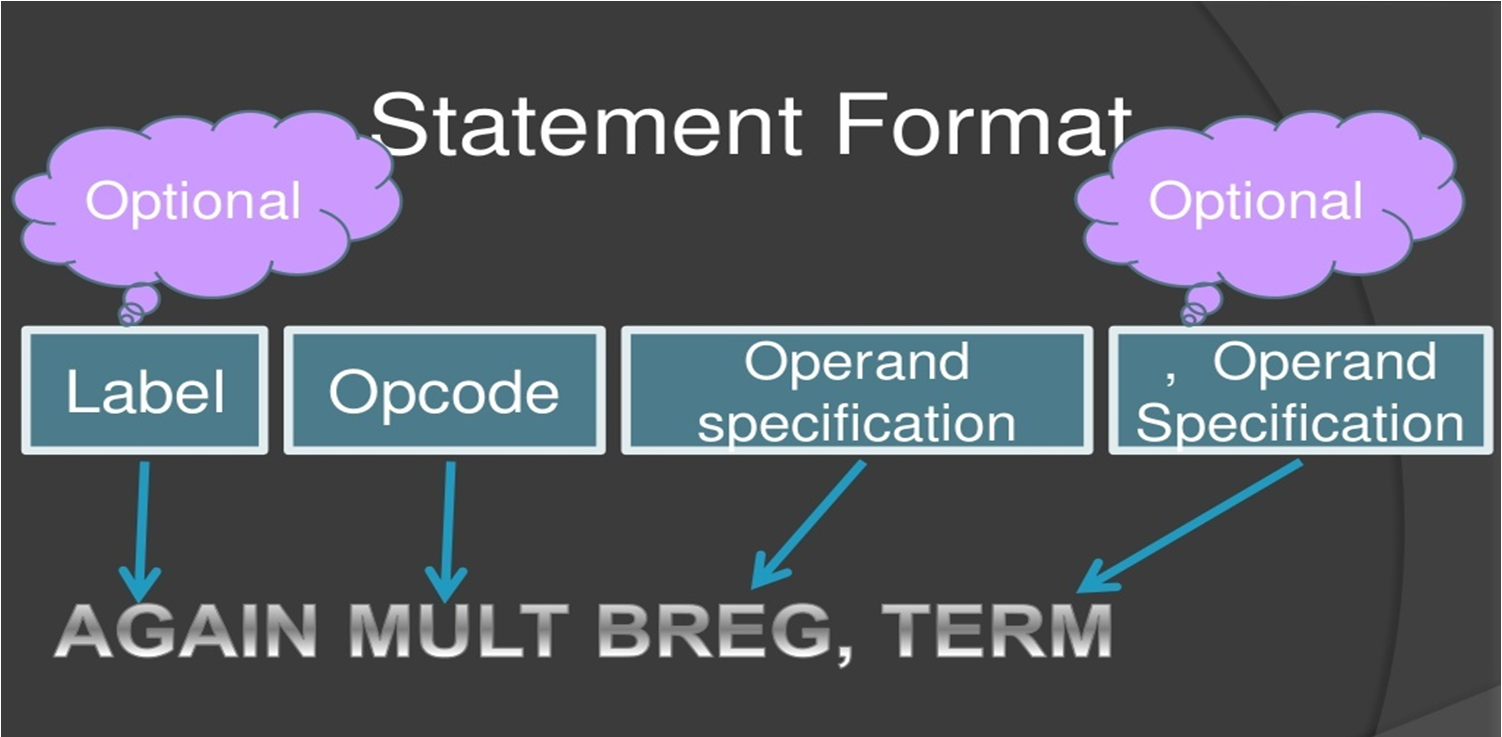 Statement Format
Optional
Optional
Label
Opcode
Operand
specification
, Operand
Specification
AGAIN MULT BREG, TERM